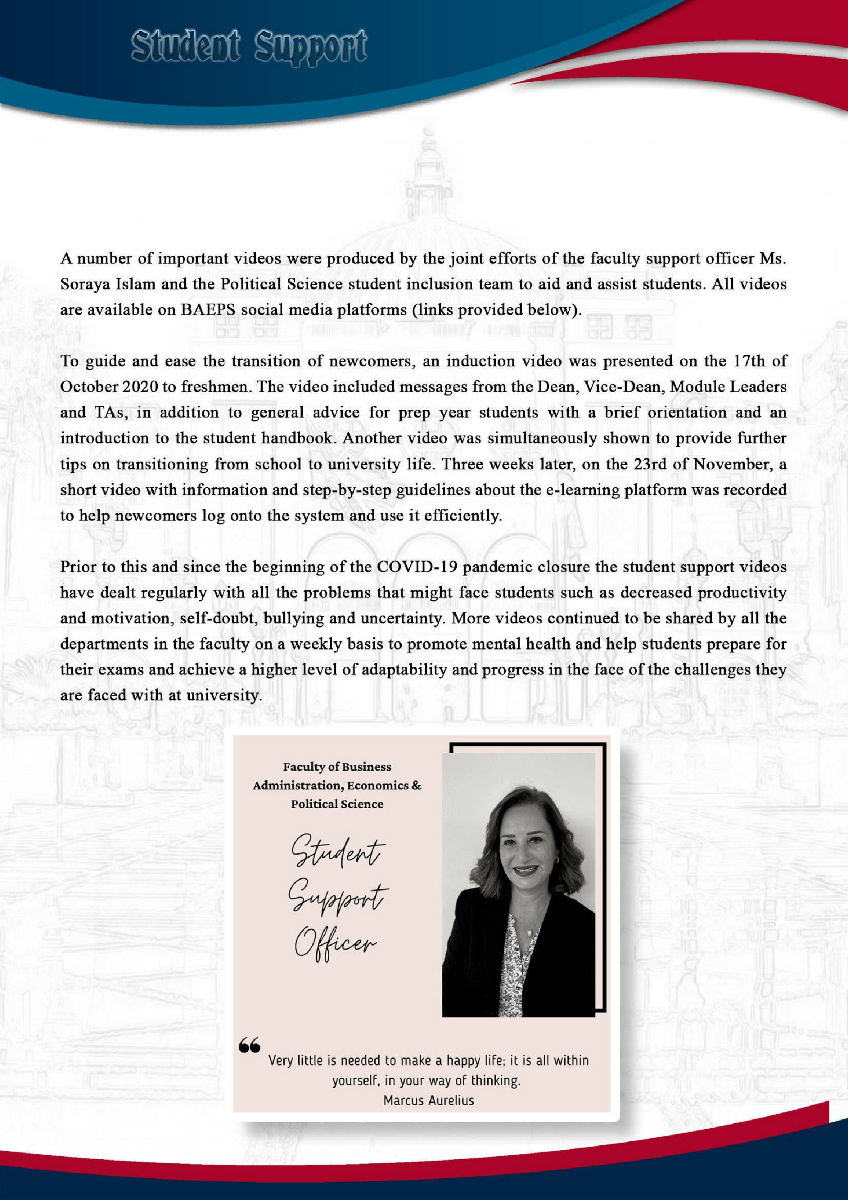 Student Support
A number of important videos were produced by the joint efforts of the faculty support officer Ms.
Soraya Islam and the Political Science student inclusion team to aid and assist students. All videos
are available on BAEPS social media platforms (links provided below).
To guide and ease the transition of newcomers, an induction video was presented on the 17th of
October 2020 to freshmen. The video included messages from the Dean, Vice-Dean, Module Leaders
and TAs, in addition to general advice for prep year students with a brief orientation and an
introduction to the student handbook. Another video was simultaneously shown to provide further
tips on transitioning from school to university life. Three weeks later, on the 23rd of November, a
short video with information and step-by-step guidelines about the e-learning platform was recorded
to help newcomers log onto the system and use it efficiently.
Prior to this and since the beginning of the COVID-19 pandemic closure the student support videos
have dealt regularly with all the problems that might face students such as decreased productivity
and motivation, self-doubt, bullying and uncertainty. More videos continued to be shared by all the
departments in the faculty on a weekly basis to promote mental health and help students prepare for
their exams and achieve a higher level of adaptability and progress in the face of the challenges they
are faced with at university.
Faculty of Business
Administration, Economics &
Political Science
Student
Support
Officer
“ Very little is needed to make a happy life; it is all within
yourself, in your way of thinking.
Marcus Aurelius